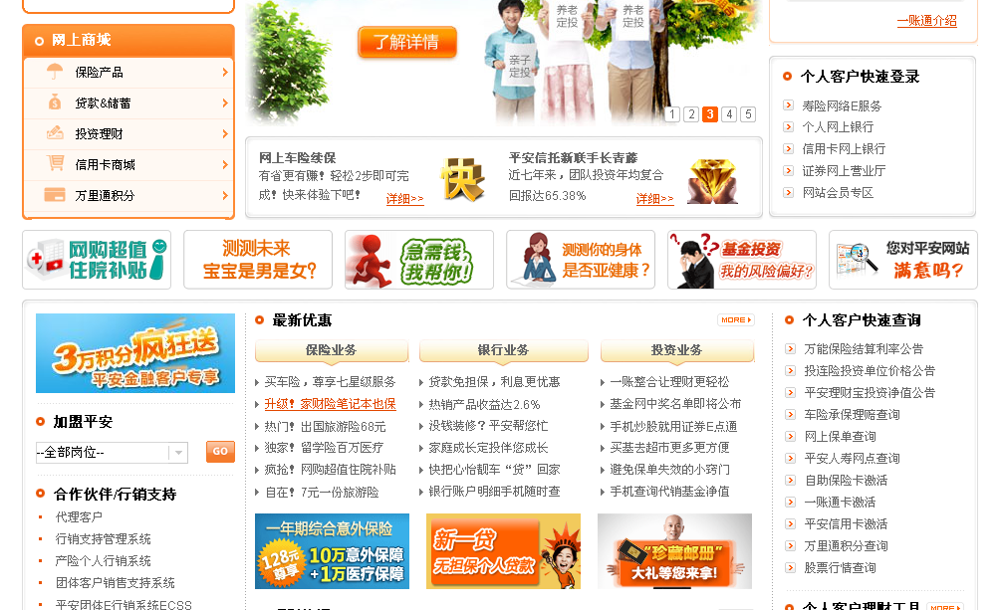 网上商城
保险产品
贷款&储蓄
投资理财
信用卡商城
万里通积分
养老
定投
养老
定投
亲子
定投
了解详情
1 2 3 4 5
一账通介绍
个人客户快速登录
寿险网络E服务
个人网上银行
信用卡网上银行
证券网上营业厅
网站会员专区
网上车险续保
有省更有赚！轻松2步即可完
成！快来体验下吧！ 详细>>
快
平安信托新联手长青藤
近七年来，团队投资年均复合
回报达65.38% 详细>>
网购超值
住院补贴
测测未来
宝宝是男是女?
急需钱，
我帮你!
测测你的身体
是否亚健康？
基金投资
我的风险偏好?
您对平安网站
满意吗?
3万积分疯狂送
平安金融客户专享
加盟平安
--全部岗位--
GO
合作伙伴/行销支持
代理客户
行销支持管理系统
产险个人行销系统
团体客户销售支持系统
平安团体E行销系统ECSS
最新优惠
MORE
保险业务
买车险，尊享七星级服务
升级！家财险笔记本也保
热门！出国旅游险68元
独家！留学险百万医疗
疯抢！网购超值住院补贴
自在！7元一份旅游险
银行业务
贷款免担保，利息更优惠
热销产品收益达2.6%
没钱装修？平安帮您忙
家庭成长定投伴您成长
快把心怡靓车“贷”回家
银行账户明细手机随时查
投资业务
一账整合让理财更轻松
基金网中奖名单即将公布
手机炒股就用证券E点通
买基去超市更多更方便
避免保单失效的小窍门
手机查询代销基金净值
一年期综合意外保险
128元
尊享
10万意外保障
+1万医疗保障
新一贷
无担保个人贷款
“珍藏邮册”
大礼等您来拿!
个人客户快速查询
万能保险结算利率公告
投连险投资单位价格公告
平安理财宝投资净值公告
车险承保理赔查询
网上保单查询
平安人寿网点查询
自助保险卡激活
一账通卡激活
平安信用卡激活
万里通积分查询
股票行情查询
个人客户理财工具
MORE